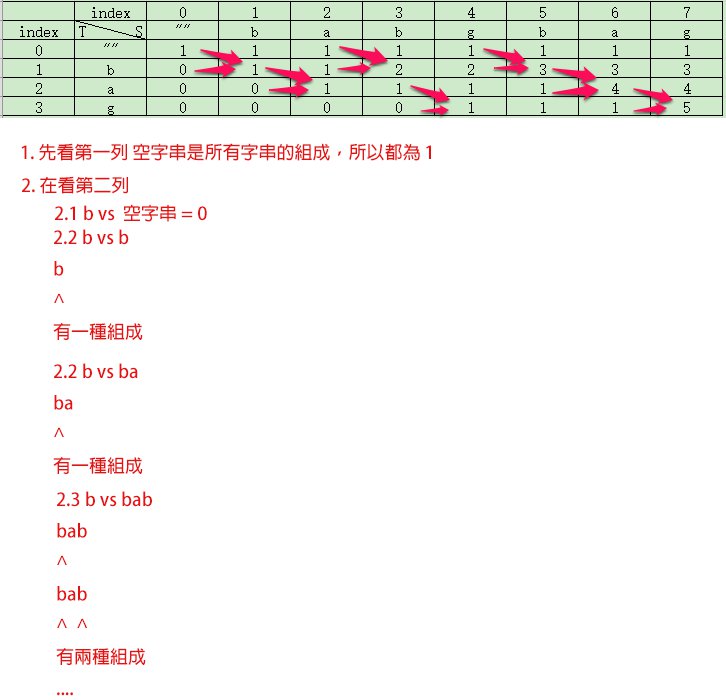 index 0 1 2 3 4 5 6 7
index T S "" b a b g b a g
0 "" 1 1 1 1 1 1 1 1
1 b 0 1 1 2 2 3 3 3
2 a 0 0 1 1 1 1 4 4
3 g 0 0 0 0 1 1 1 5
1. 先看第一列 空字串是所有字串的組成，所以都為 1
2. 在看第二列
2.1 b vs 空字串 = 0
2.2 b vs b
b
^
有一種組成
2.2 b vs ba
ba
^
有一種組成
2.3 b vs bab
bab
^
bab
^ ^
有兩種組成
....